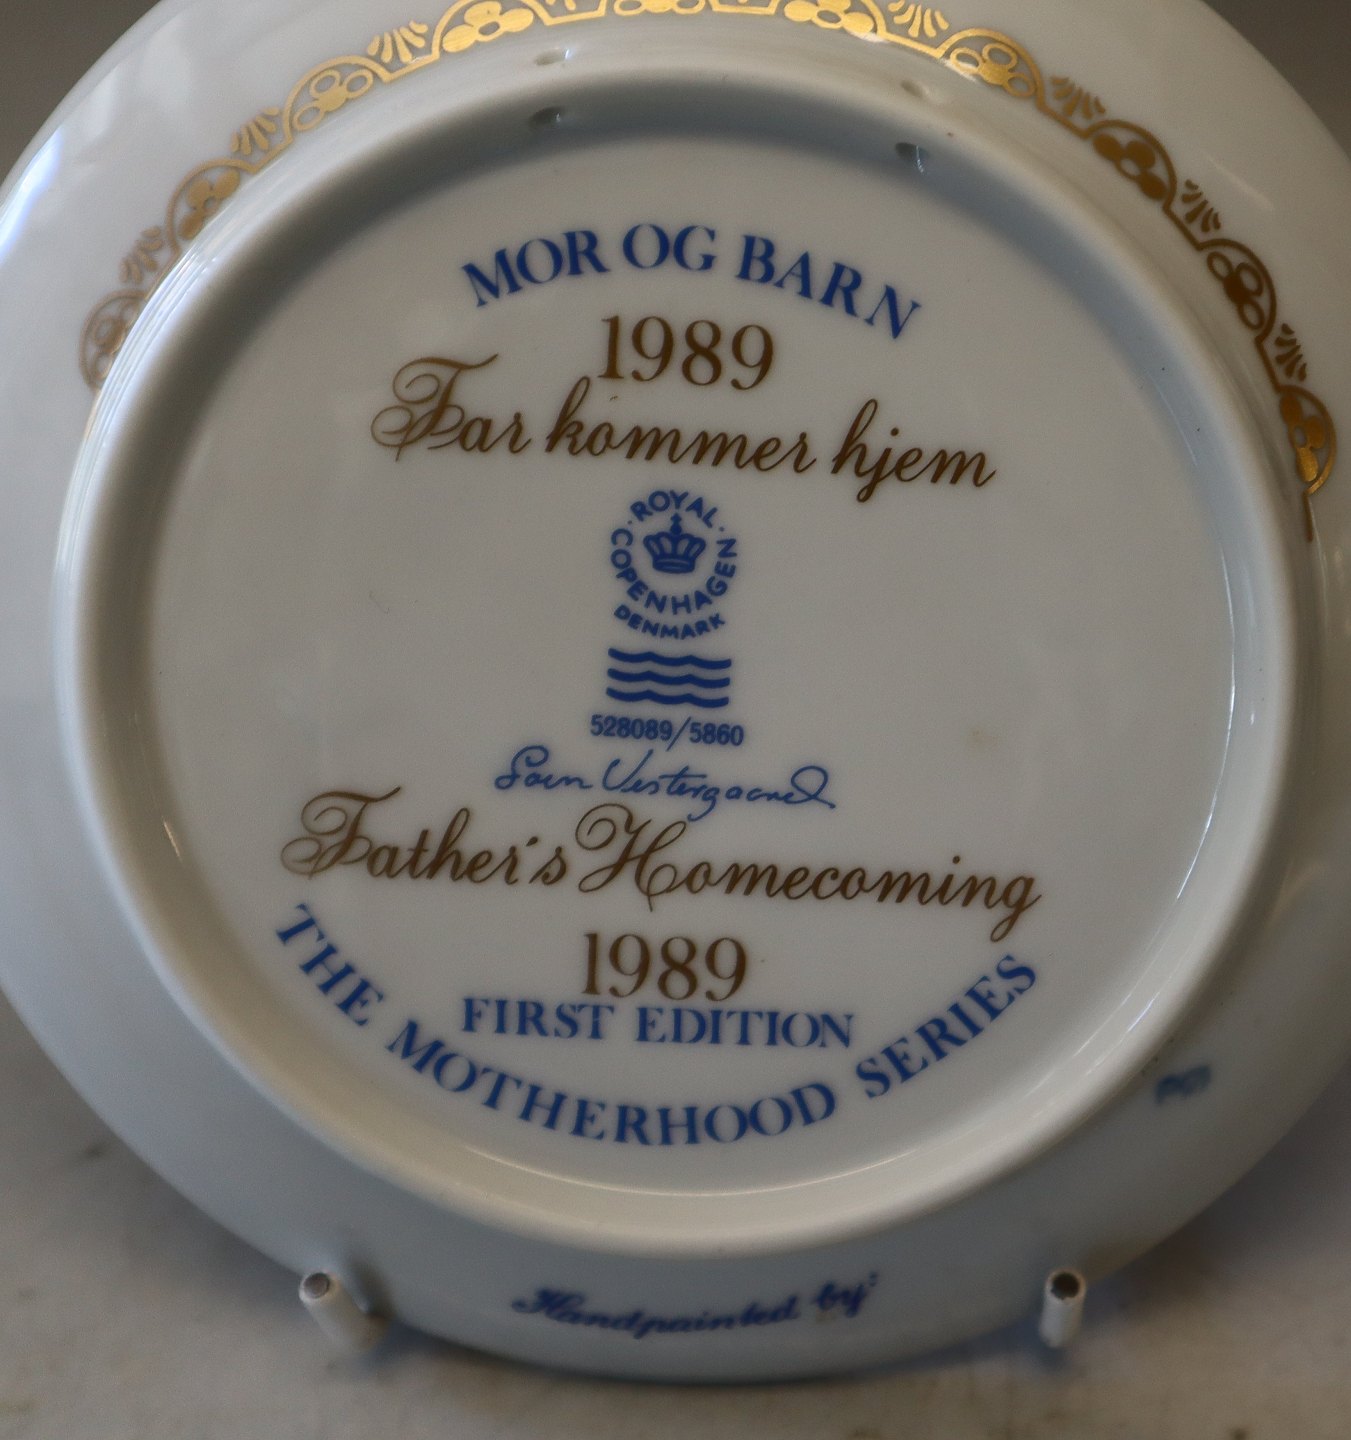 MOR OG BARN
1989
Far kommer hjem
ROYAL
COPENHAGEN
DENMARK
528089/5860
Sven Vestergaard
Father's Homecoming
1989
FIRST EDITION
THE MOTHERHOOD SERIES
Handpainted by: